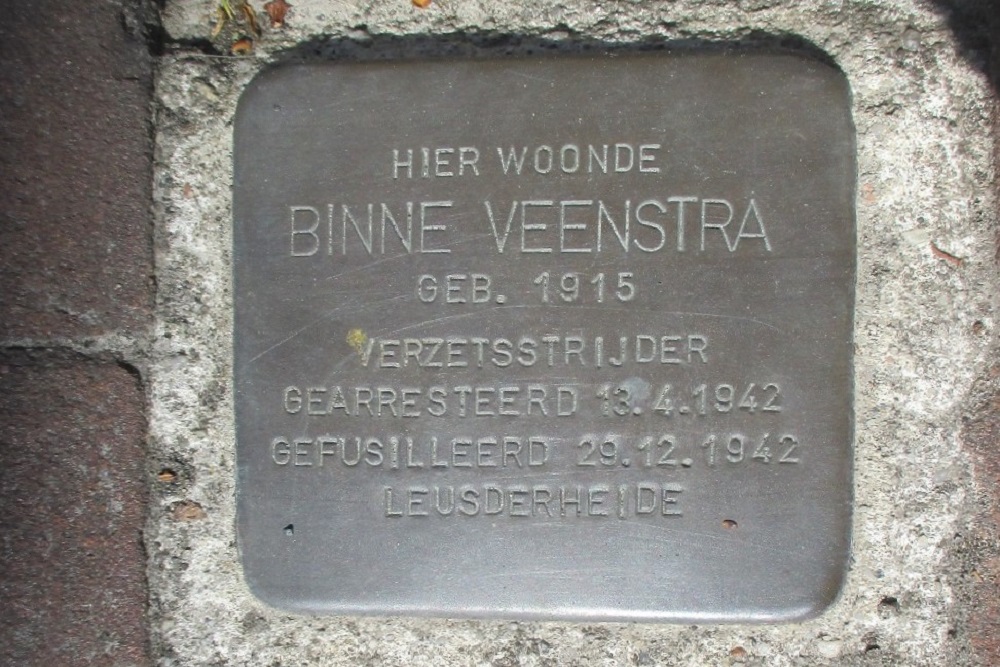 HIER WOONDE
BINNE VEENSTRA
GEB. 1915
VERZETSSTRIJDER
GEARRESTEERD 13.4.1942
GEFUSILLEERD 29.12.1942
LEUSDERHEIDE